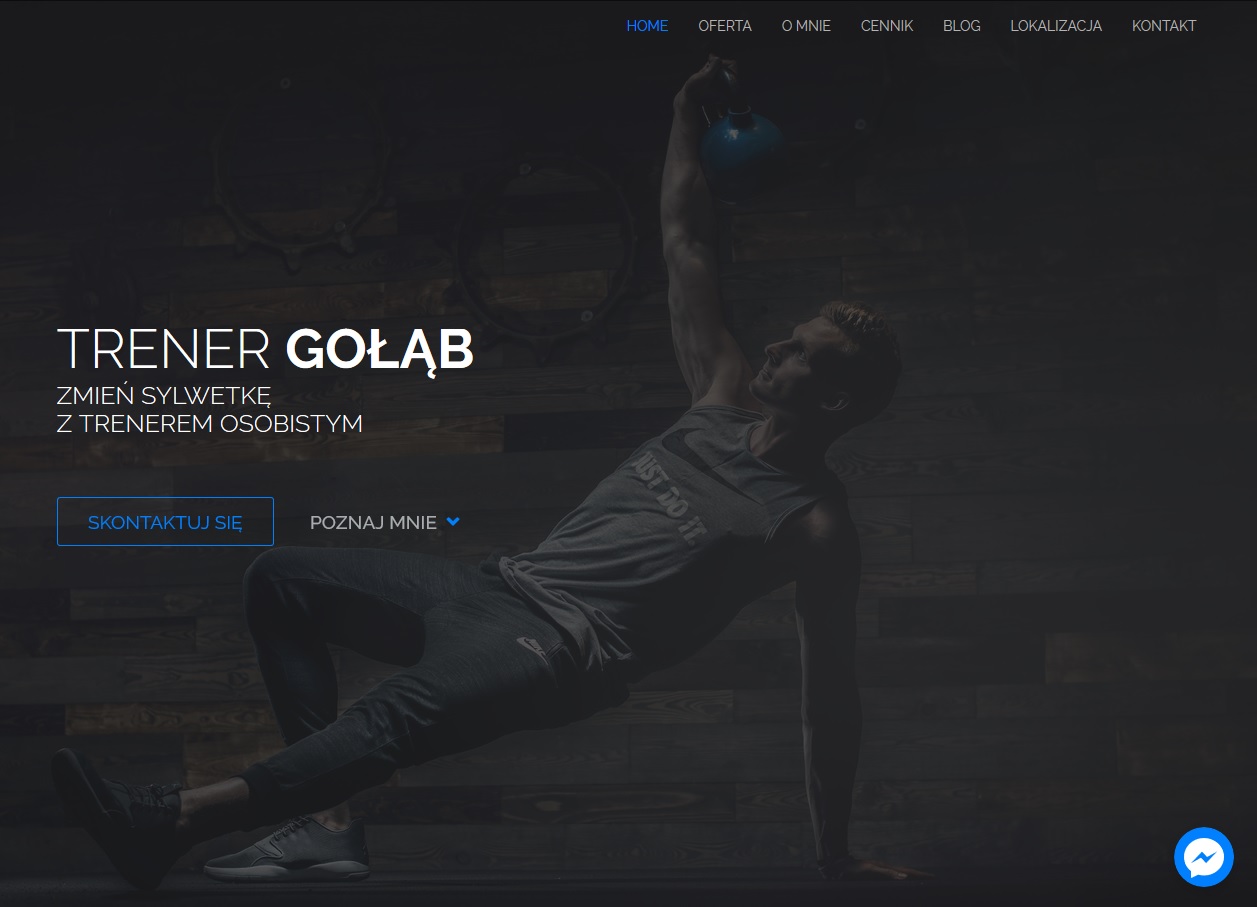 HOME OFERTA O MNIE CENNIK BLOG LOKALIZACJA KONTAKT
TRENER GOŁĄB
ZMIEŃ SYLWETKĘ
Z TRENEREM OSOBISTYM
SKONTAKTUJ SIĘ POZNAJ MNIE
JUST DO IT.